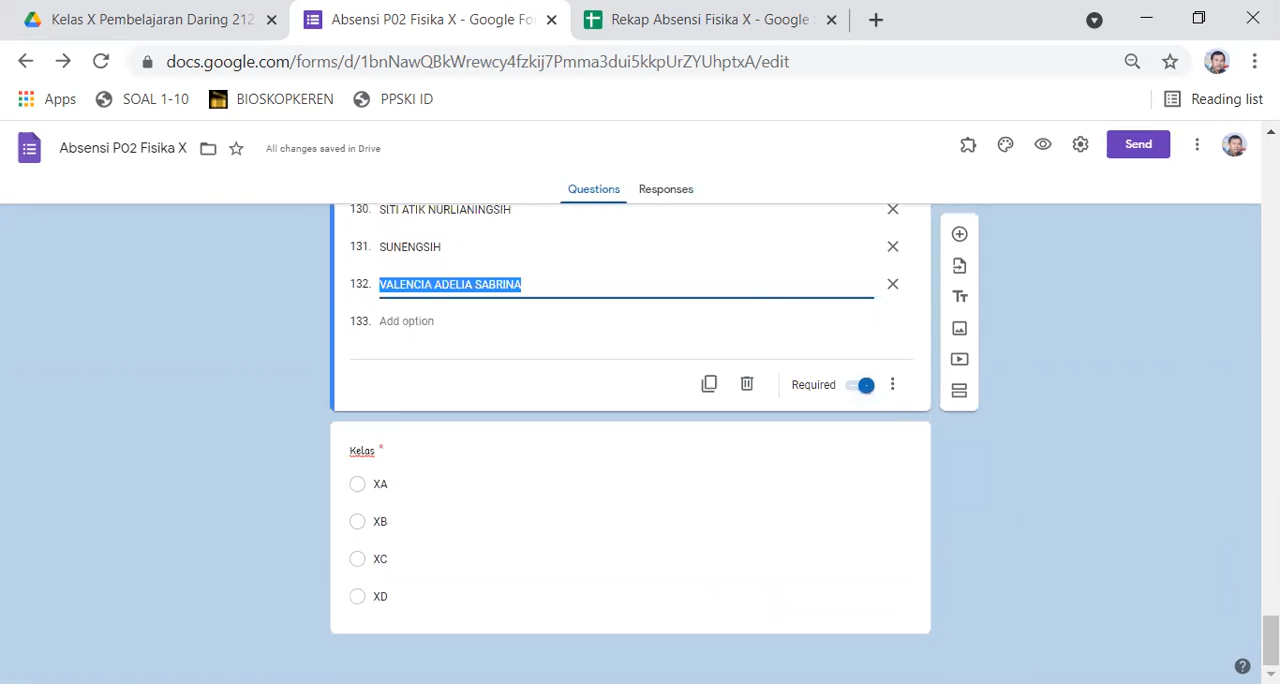 Kelas X Pembelajaran Daring 212
Absensi P02 Fisika X - Google Fo
Rekap Absensi Fisika X - Google
docs.google.com/forms/d/1bnNawQBkWrewcy4fzkij7Pmma3dui5kkpUrZYUhptxA/edit
Apps
SOAL 1-10
BIOSKOPKEREN
PPSKI ID
Reading list
Absensi P02 Fisika X
All changes saved in Drive
Send
Questions
Responses
130. SITI ATIK NURLIANINGSIH
131. SUNENGSIH
132. VALENCIA ADELIA SABRINA
133. Add option
Required
Kelas *
XA
XB
XC
XD